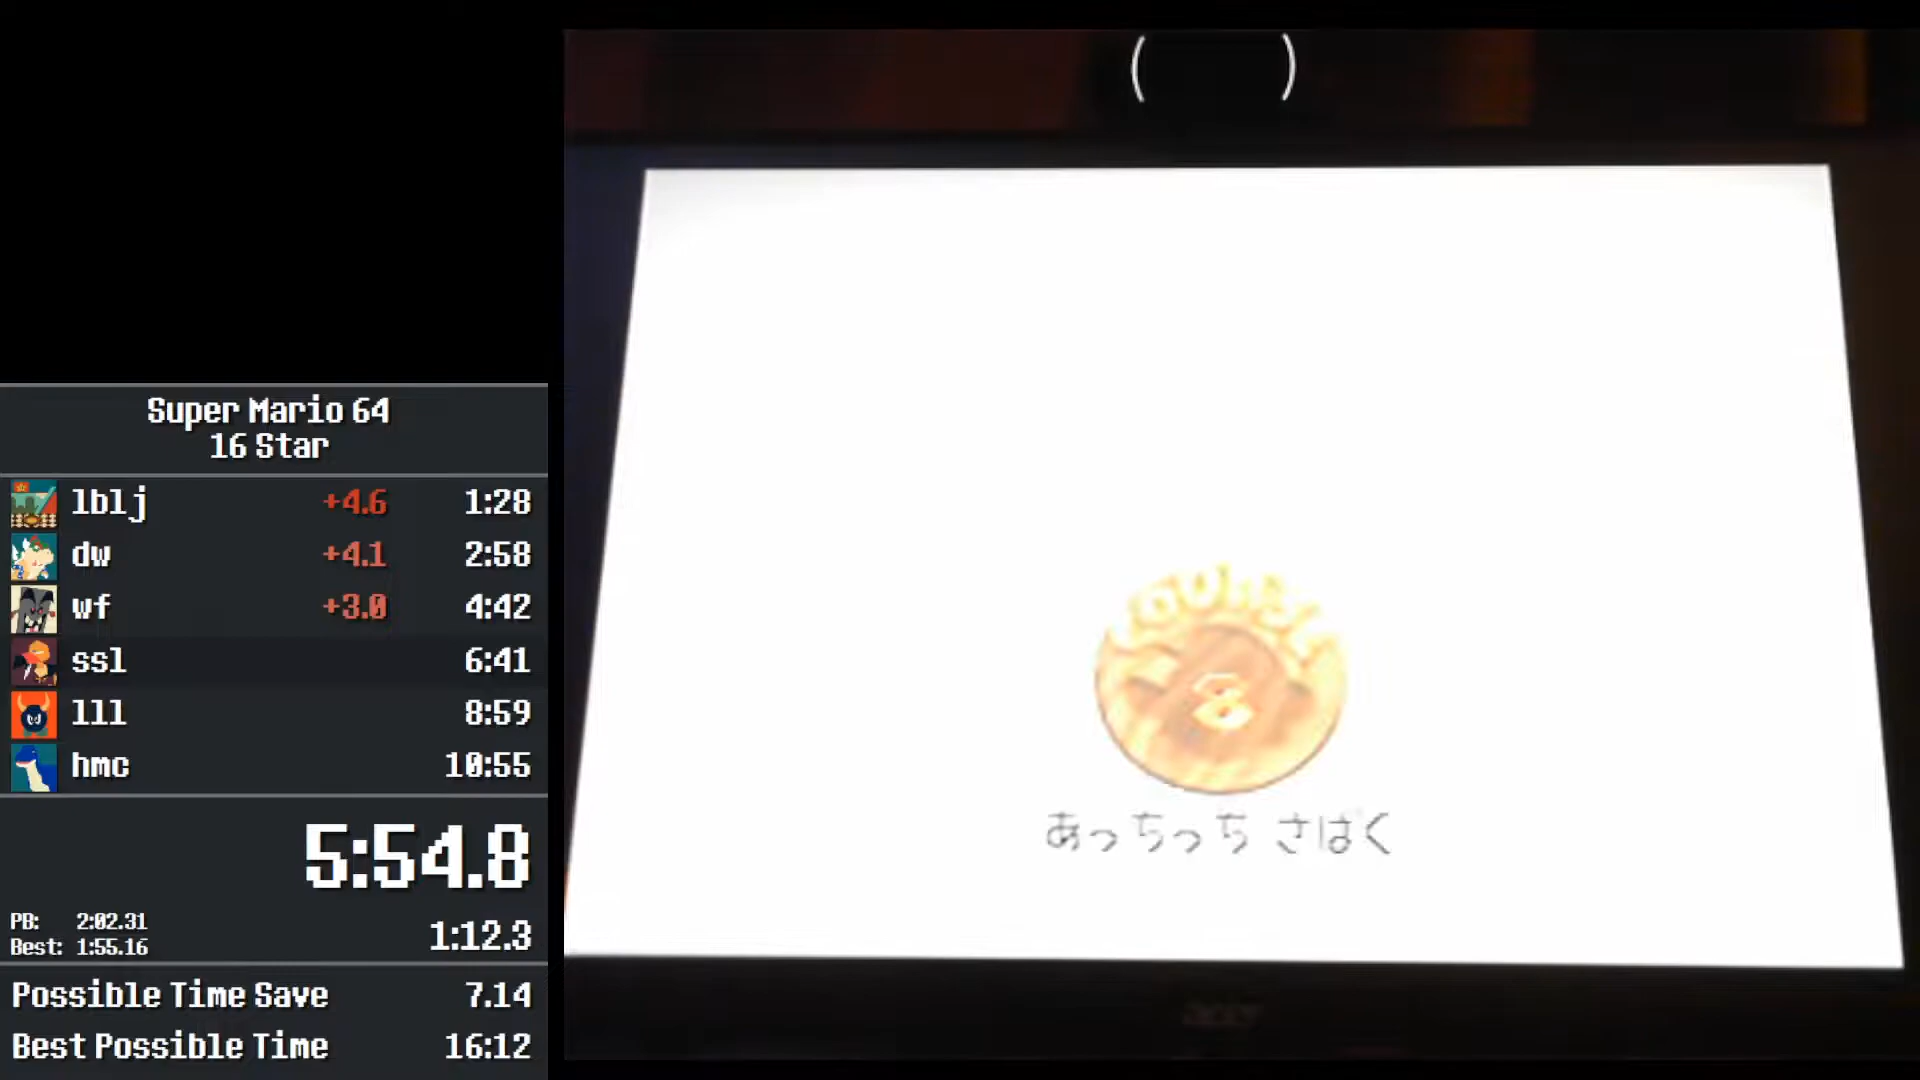 Super Mario 64
16 Star
lblj +4.6 1:28
dw +4.1 2:58
wf +3.0 4:42
ssl 6:41
lll 8:59
hmc 10:55
5:54.8
PB: 2:02.31
Best: 1:55.16
1:12.3
Possible Time Save 7.14
Best Possible Time 16:12
( )
COURSE
8
あっちっち さばく
acer